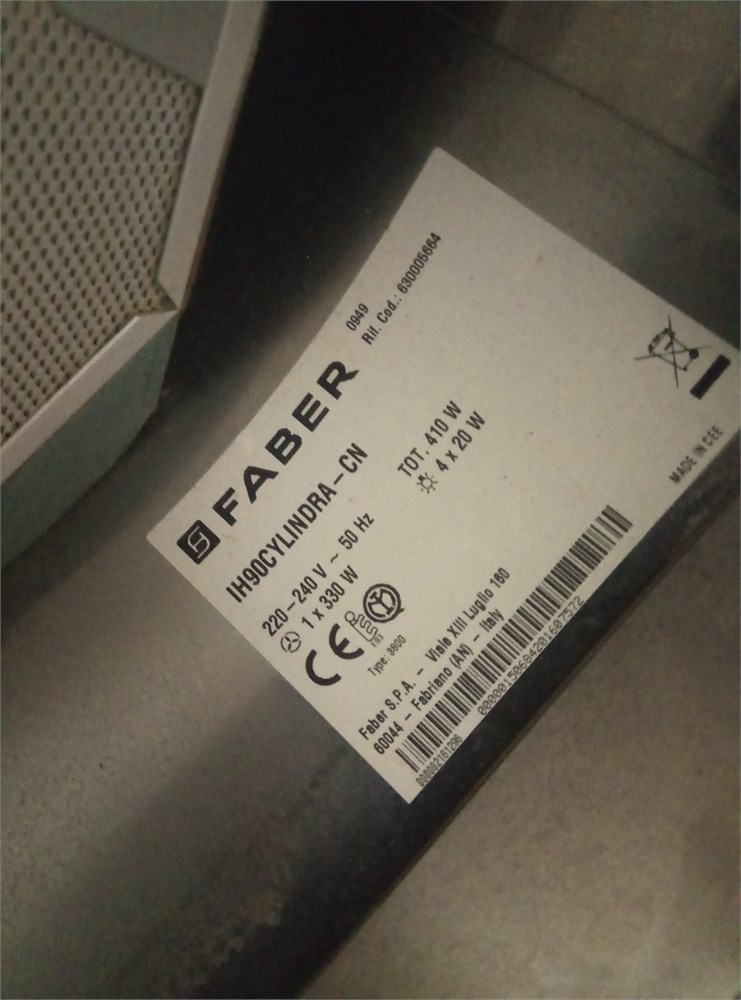 FABER
0949
Rif. Cod.: 630005664
IH90CYLINDRA-CN
220-240 V ~ 50 Hz
TOT. 410 W
1 x 330 W
4 x 20 W
CE
Type: 3800
Faber S.P.A. - Viale XIII Luglio 160
60044 - Fabriano (AN) - Italy
MADE IN CEE